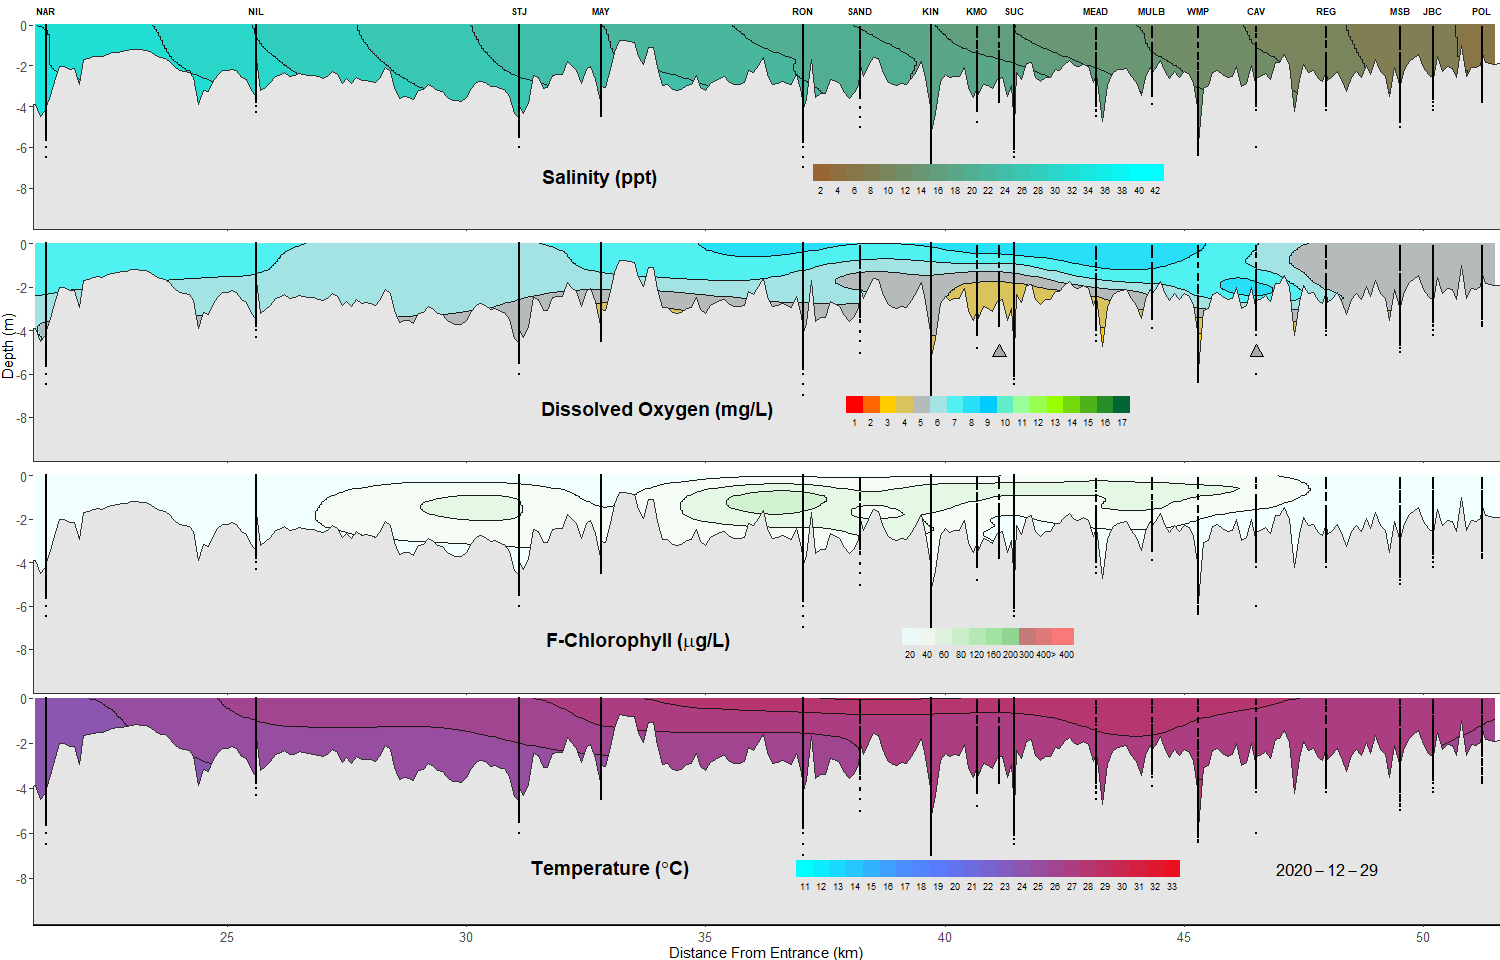 NAR NIL STJ MAY RON SAND KIN KMO SUC MEAD MULB WMP CAV REG MSB JBC POL
0
-2
-4
-6
-8
Salinity (ppt)
2 4 6 8 10 12 14 16 18 20 22 24 26 28 30 32 34 36 38 40 42
0
-2
-4
-6
-8
Depth (m)
Dissolved Oxygen (mg/L)
1 2 3 4 5 6 7 8 9 10 11 12 13 14 15 16 17
0
-2
-4
-6
-8
F-Chlorophyll (µg/L)
20 40 60 80 120 160 200 300 400> 400
0
-2
-4
-6
-8
Temperature (°C)
11 12 13 14 15 16 17 18 19 20 21 22 23 24 25 26 27 28 29 30 31 32 33
2020 – 12 – 29
25 30 35 40 45 50
Distance From Entrance (km)